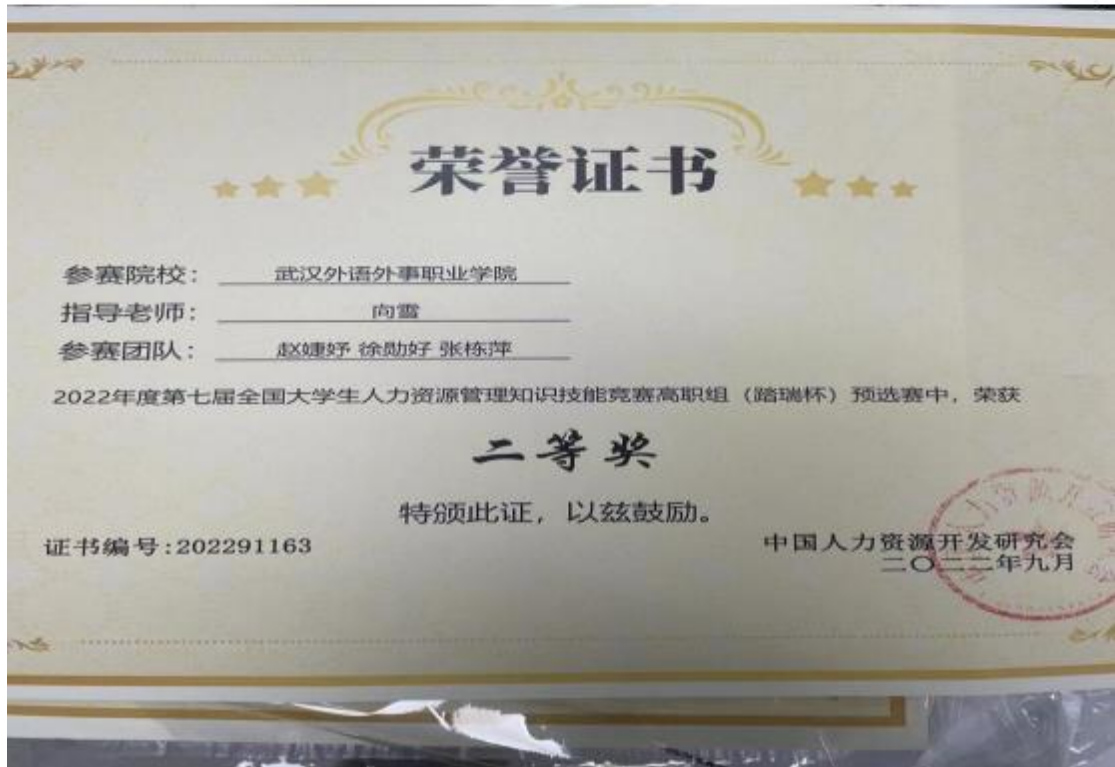 荣誉证书
参赛院校： 武汉外语外事职业学院
指导老师： 向雪
参赛团队： 赵婕妤 徐勋好 张栋萍
2022年度第七届全国大学生人力资源管理知识技能竞赛高职组（踏瑞杯）预选赛中，荣获
二等奖
特颁此证，以兹鼓励。
证书编号:202291163
中国人力资源开发研究会
二〇二二年九月